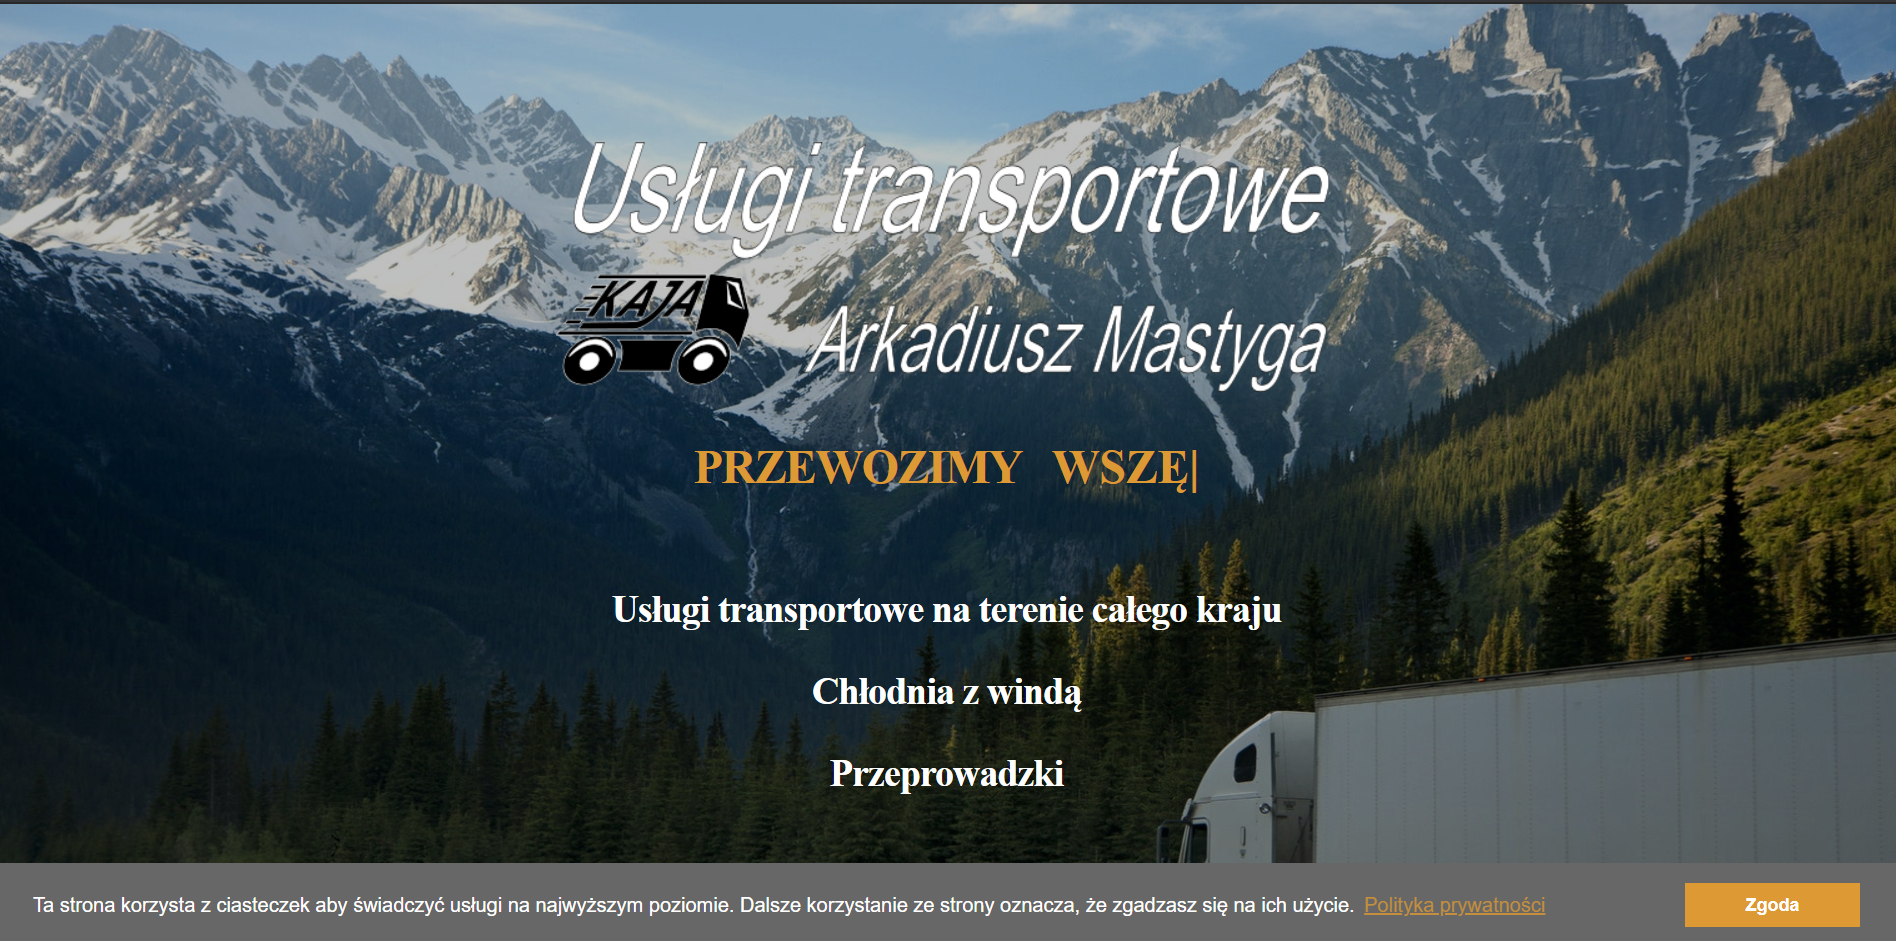 Usługi transportowe
KAJA
Arkadiusz Mastyga
PRZEWOZIMY WSZĘ|
Usługi transportowe na terenie całego kraju
Chłodnia z windą
Przeprowadzki
Ta strona korzysta z ciasteczek aby świadczyć usługi na najwyższym poziomie. Dalsze korzystanie ze strony oznacza, że zgadzasz się na ich użycie. Polityka prywatności
Zgoda